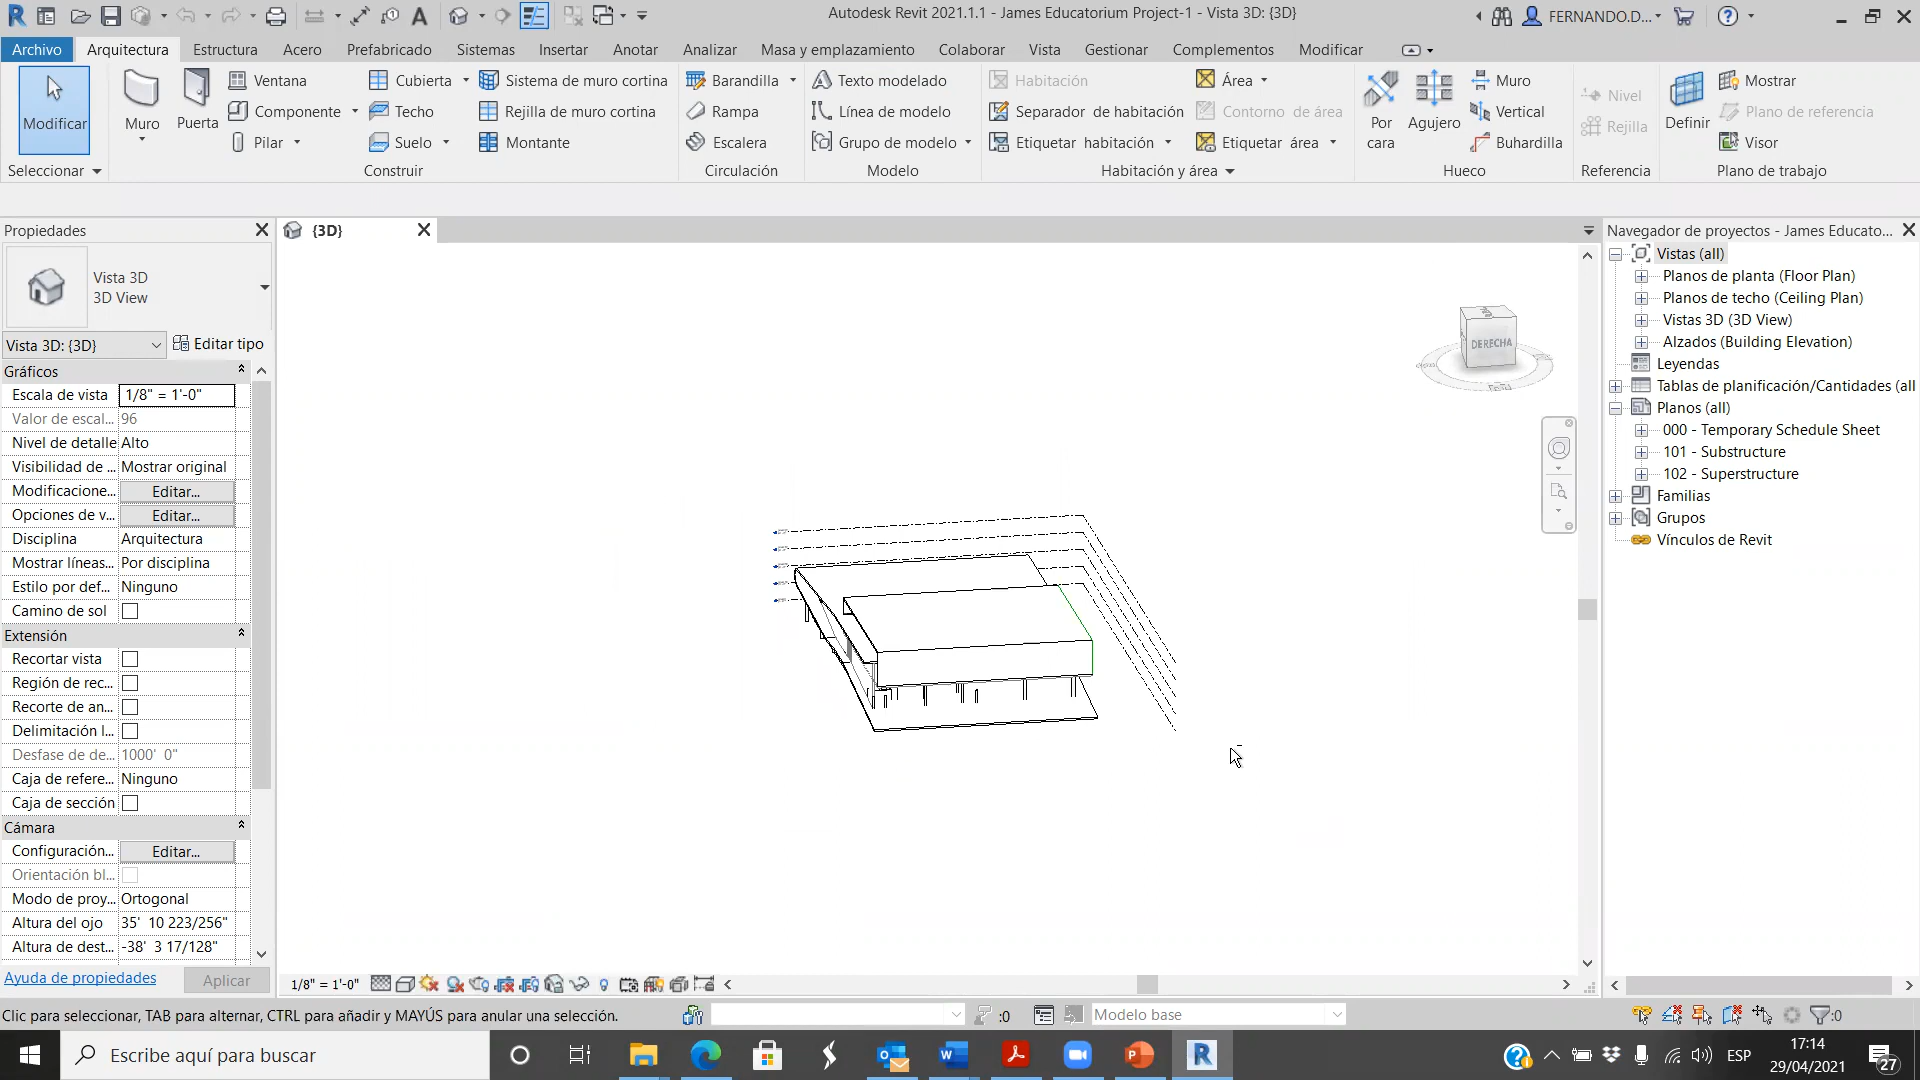 Autodesk Revit 2021.1.1 - James Educatorium Project-1 - Vista 3D: {3D}
FERNANDO.D...
Archivo Arquitectura Estructura Acero Prefabricado Sistemas Insertar Anotar Analizar Masa y emplazamiento Colaborar Vista Gestionar Complementos Modificar
Modificar
Seleccionar
Muro
Puerta
Ventana
Componente
Pilar
Cubierta
Techo
Suelo
Sistema de muro cortina
Rejilla de muro cortina
Montante
Construir
Barandilla
Rampa
Escalera
Circulación
Texto modelado
Línea de modelo
Grupo de modelo
Modelo
Habitación
Separador de habitación
Etiquetar habitación
Área
Contorno de área
Etiquetar área
Habitación y área
Por cara
Agujero
Muro
Vertical
Buhardilla
Hueco
Nivel
Rejilla
Referencia
Definir
Mostrar
Plano de referencia
Visor
Plano de trabajo
Propiedades
Vista 3D
3D View
Vista 3D: {3D}
Editar tipo
Gráficos
Escala de vista 1/8" = 1'-0"
Valor de escal... 96
Nivel de detalle Alto
Visibilidad de ... Mostrar original
Modificacione... Editar...
Opciones de v... Editar...
Disciplina Arquitectura
Mostrar líneas... Por disciplina
Estilo por def... Ninguno
Camino de sol
Extensión
Recortar vista
Región de rec...
Recorte de an...
Delimitación l...
Desfase de de... 1000' 0"
Caja de refere... Ninguno
Caja de sección
Cámara
Configuración... Editar...
Orientación bl...
Modo de proy... Ortogonal
Altura del ojo 35' 10 223/256"
Altura de dest... -38' 3 17/128"
Ayuda de propiedades
Aplicar
{3D}
DERECHA
Navegador de proyectos - James Educato...
Vistas (all)
Planos de planta (Floor Plan)
Planos de techo (Ceiling Plan)
Vistas 3D (3D View)
Alzados (Building Elevation)
Leyendas
Tablas de planificación/Cantidades (all
Planos (all)
000 - Temporary Schedule Sheet
101 - Substructure
102 - Superstructure
Familias
Grupos
Vínculos de Revit
1/8" = 1'-0"
Clic para seleccionar, TAB para alternar, CTRL para añadir y MAYÚS para anular una selección.
:0
Modelo base
:0
Escribe aquí para buscar
ESP
17:14
29/04/2021
27